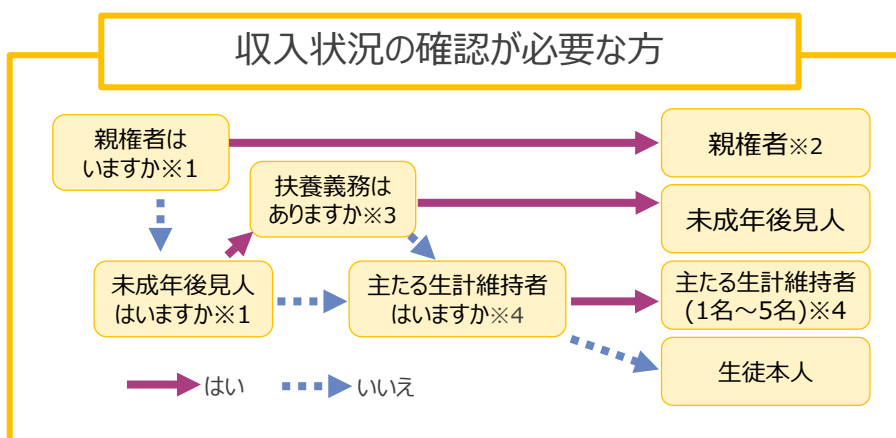 収入状況の確認が必要な方
親権者は
いますか※1
親権者※2
扶養義務は
ありますか※3
未成年後見人
未成年後見人
はいますか※1
主たる生計維持者
はいますか※4
主たる生計維持者
(1名～5名)※4
生徒本人
はい
いいえ